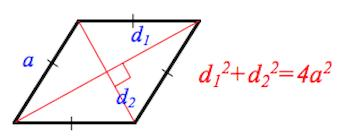 d₁
a
d₂
d₁²+d₂²=4a²